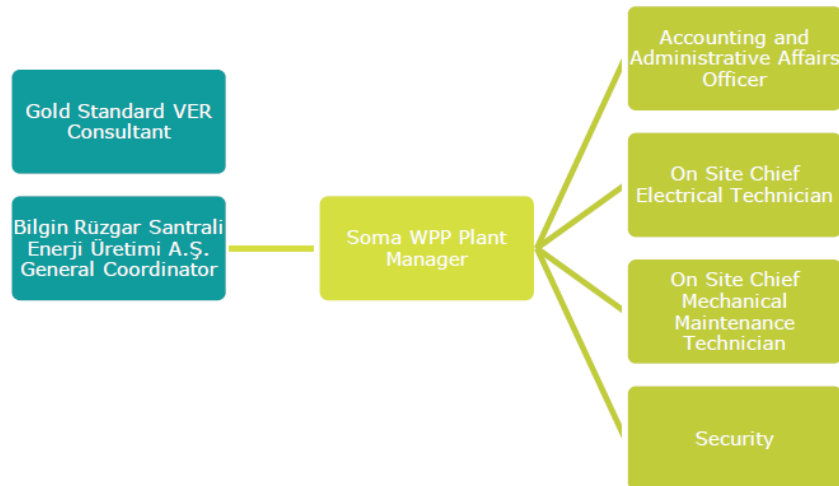 Gold Standard VER
Consultant
Bilgin Rüzgar Santrali
Enerji Üretimi A.Ş.
General Coordinator
Soma WPP Plant
Manager
Accounting and
Administrative Affairs
Officer
On Site Chief
Electrical Technician
On Site Chief
Mechanical
Maintenance
Technician
Security